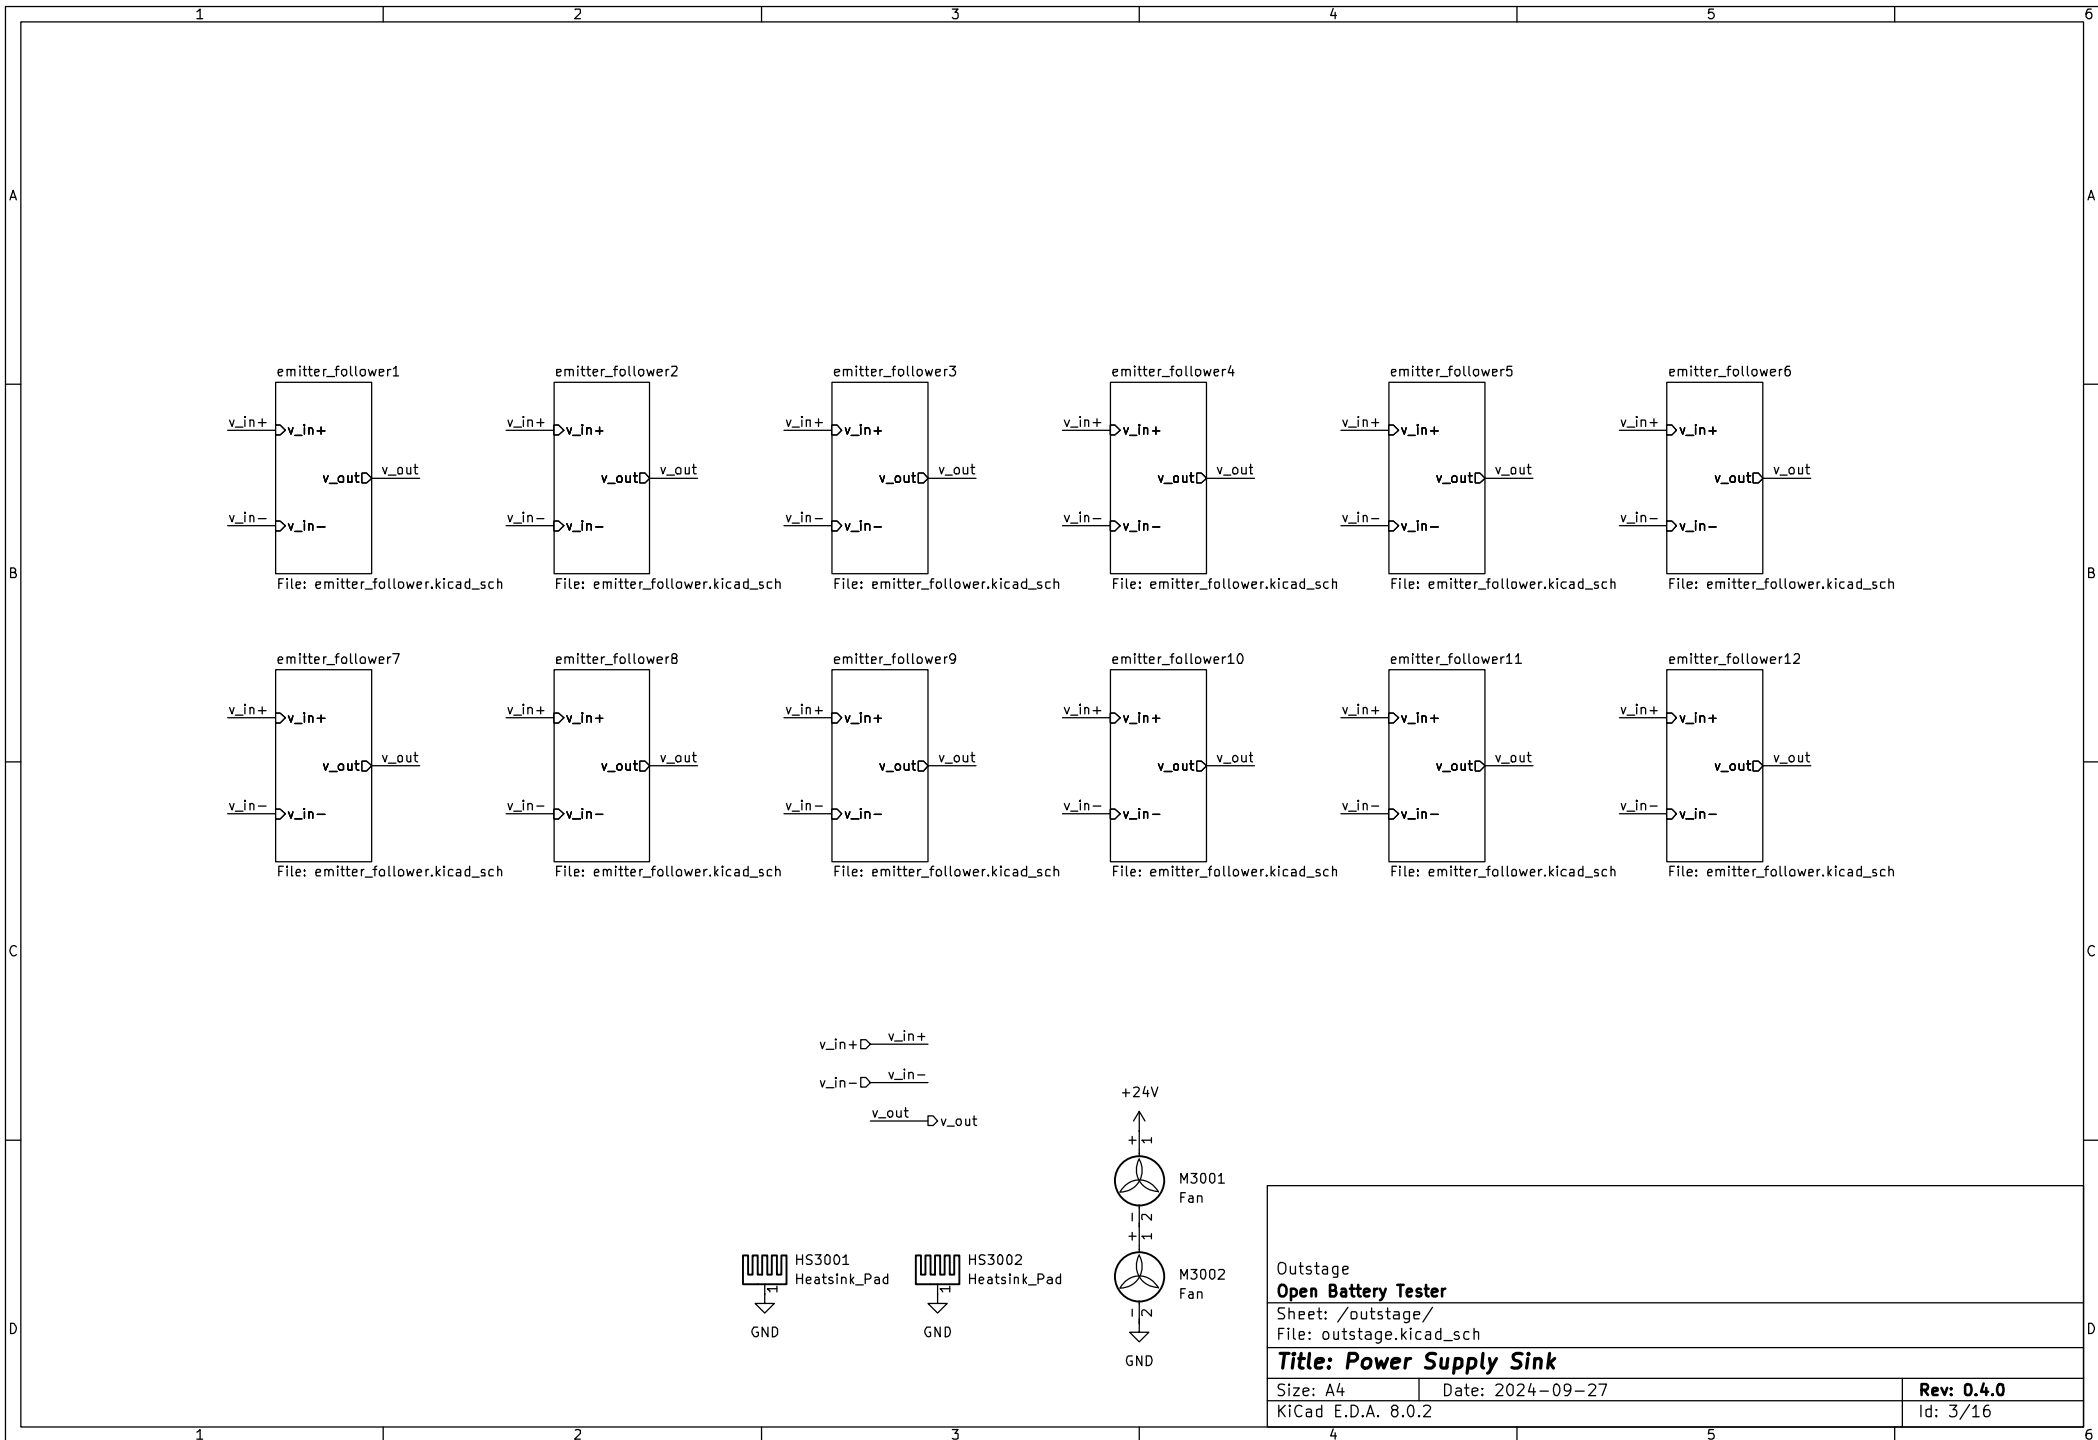 1 2 3 4 5 6
A A
emitter_follower1 emitter_follower2 emitter_follower3 emitter_follower4 emitter_follower5 emitter_follower6
v_in+ v_in+ v_in+ v_in+ v_in+ v_in+ v_in+ v_in+ v_in+ v_in+ v_in+ v_in+
v_out v_out v_out v_out v_out v_out v_out v_out v_out v_out v_out v_out
v_in- v_in- v_in- v_in- v_in- v_in- v_in- v_in- v_in- v_in- v_in- v_in-
B B
File: emitter_follower.kicad_sch File: emitter_follower.kicad_sch File: emitter_follower.kicad_sch File: emitter_follower.kicad_sch File: emitter_follower.kicad_sch File: emitter_follower.kicad_sch
emitter_follower7 emitter_follower8 emitter_follower9 emitter_follower10 emitter_follower11 emitter_follower12
v_in+ v_in+ v_in+ v_in+ v_in+ v_in+ v_in+ v_in+ v_in+ v_in+ v_in+ v_in+
v_out v_out v_out v_out v_out v_out v_out v_out v_out v_out v_out v_out
v_in- v_in- v_in- v_in- v_in- v_in- v_in- v_in- v_in- v_in- v_in- v_in-
File: emitter_follower.kicad_sch File: emitter_follower.kicad_sch File: emitter_follower.kicad_sch File: emitter_follower.kicad_sch File: emitter_follower.kicad_sch File: emitter_follower.kicad_sch
C C
v_in+ v_in+
v_in- v_in-
v_out v_out
+24V
+ 1
M3001
Fan
- 2
+ 1
M3002
Fan
- 2
GND
HS3001
Heatsink_Pad
1
GND
HS3002
Heatsink_Pad
1
GND
D D
Outstage
Open Battery Tester
Sheet: /outstage/
File: outstage.kicad_sch
Title: Power Supply Sink
Size: A4 Date: 2024-09-27 Rev: 0.4.0
KiCad E.D.A. 8.0.2 Id: 3/16
1 2 3 4 5 6